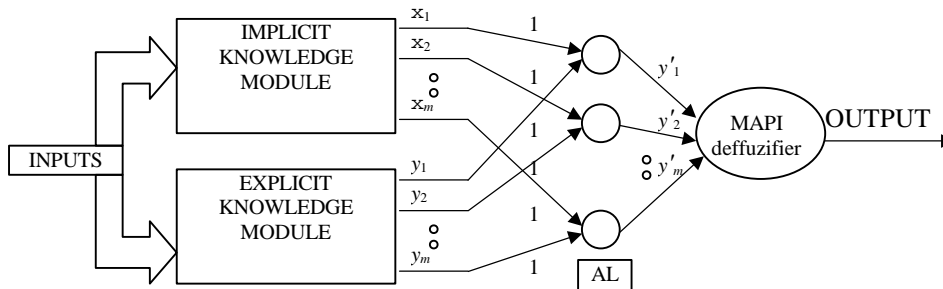 IMPLICIT
KNOWLEDGE
MODULE
x1
x2
xm
1
1
1
1
1
1
INPUTS
EXPLICIT
KNOWLEDGE
MODULE
y1
y2
ym
y'1
y'2
y'm
MAPI
deffuzifier
OUTPUT
AL